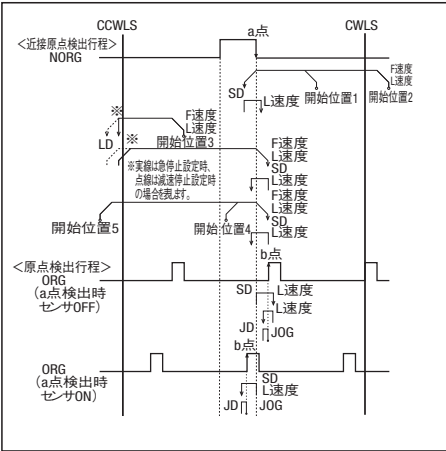 CCWLS
CWLS
<近接原点検出行程>
NORG
a点
F速度
L速度
SD
L速度
開始位置1
開始位置2
※
F速度
L速度
LD
※
開始位置3
※実線は急停止設定時、
点線は減速停止設定時
の場合を表します。
F速度
L速度
SD
L速度
F速度
L速度
SD
L速度
開始位置5
開始位置4
b点
<原点検出行程>
ORG
(a点検出時
センサOFF)
SD
L速度
L速度
JD
JOG
b点
ORG
(a点検出時
センサON)
SD
L速度
JD
JOG